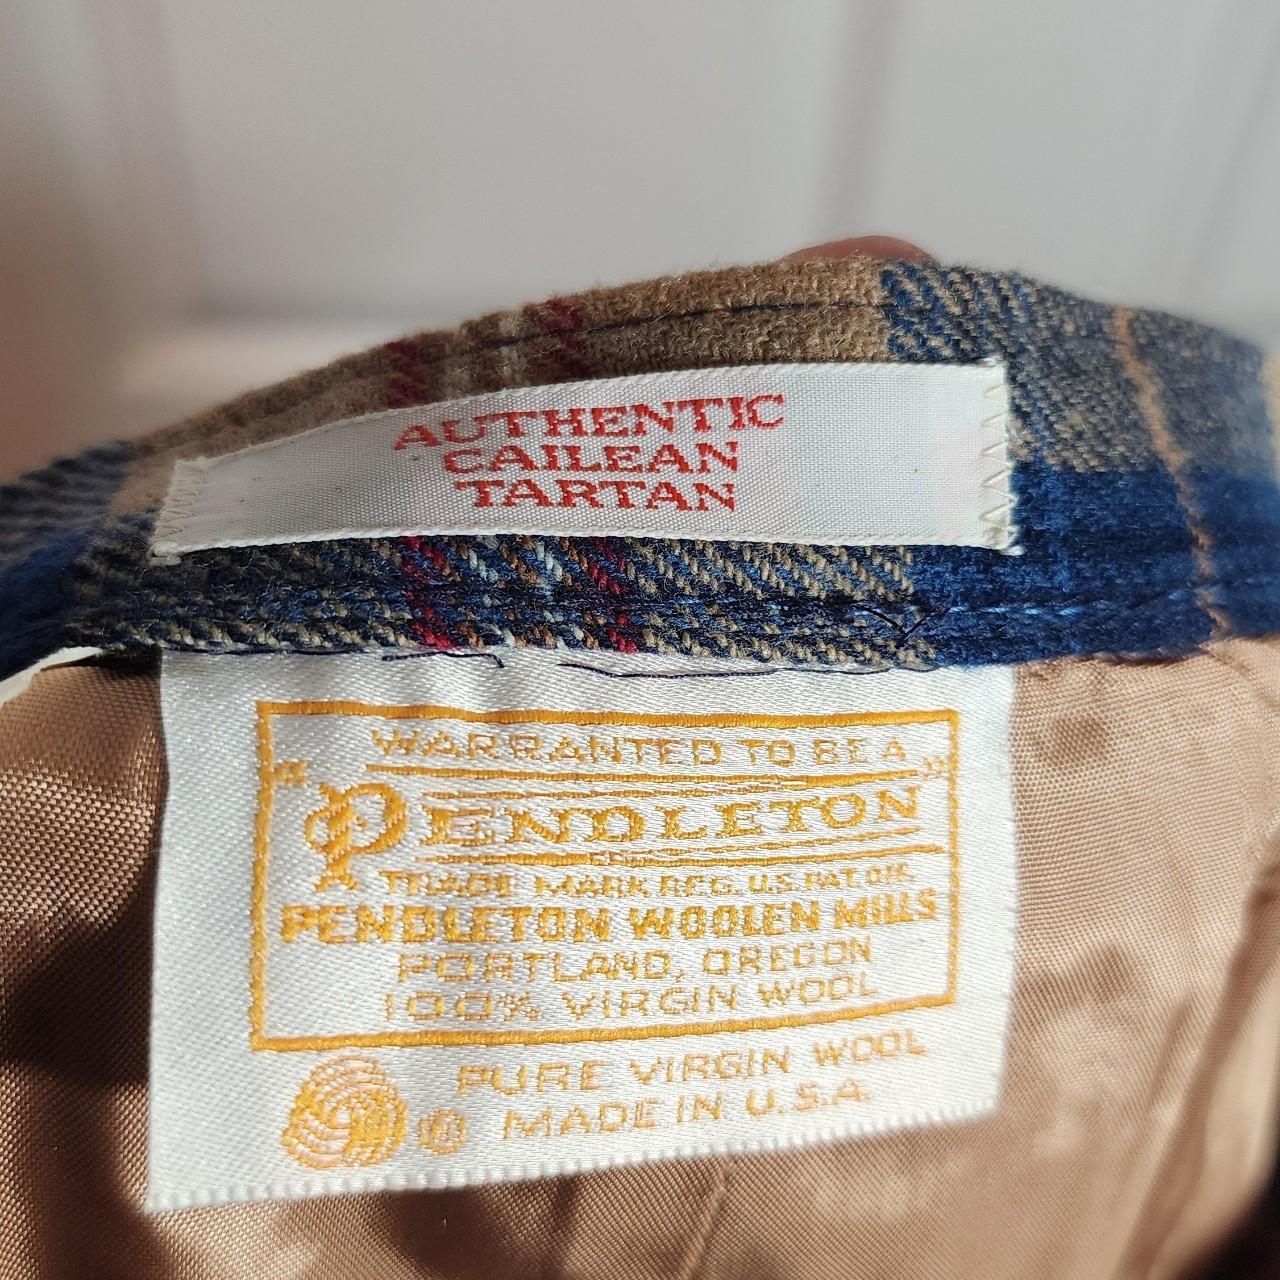 AUTHENTIC
CAILEAN
TARTAN
WARRANTED TO BE A
"PENDLETON"
TRADE MARK REG. U.S. PAT. OFF.
PENDLETON WOOLEN MILLS
PORTLAND, OREGON
100% VIRGIN WOOL
PURE VIRGIN WOOL
® MADE IN U.S.A.